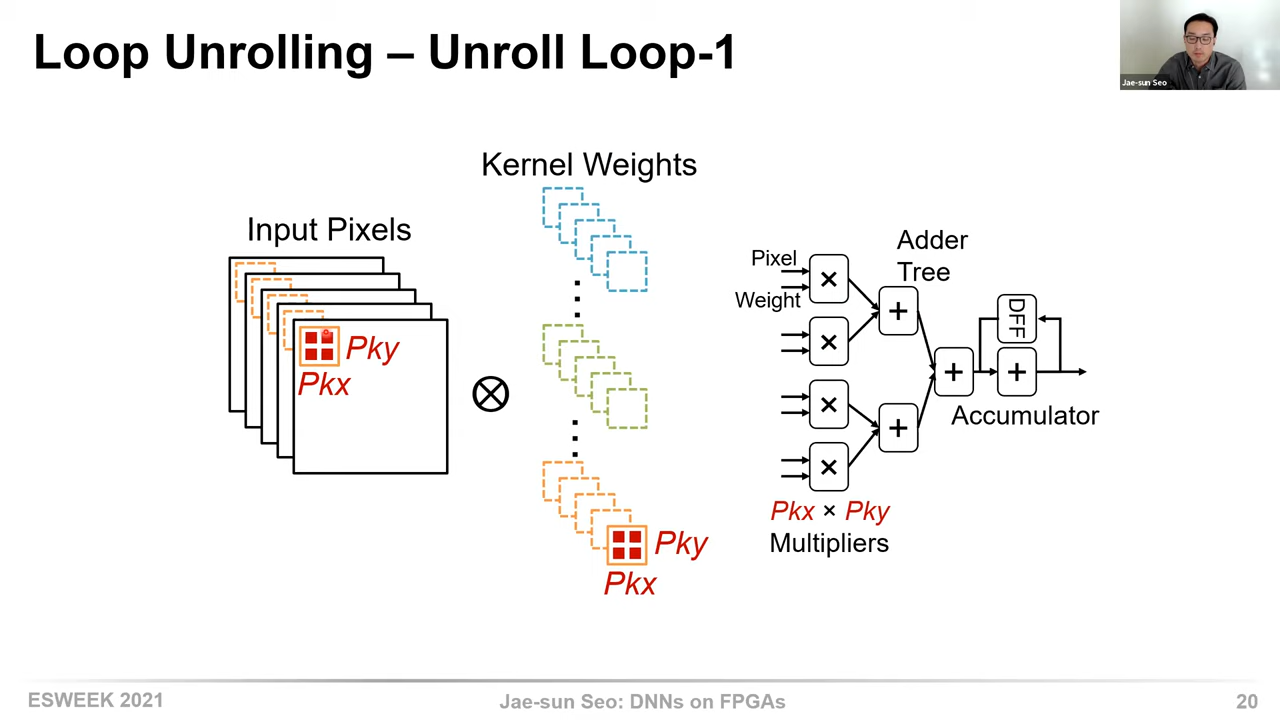 Loop Unrolling – Unroll Loop-1
Jae-sun Seo
Kernel Weights
Input Pixels
Pky
Pkx
Pky
Pkx
Pixel
Weight
×
×
×
×
Adder
Tree
+
+
+
+
DFF
Accumulator
Pkx × Pky
Multipliers
ESWEEK 2021
Jae-sun Seo: DNNs on FPGAs
20